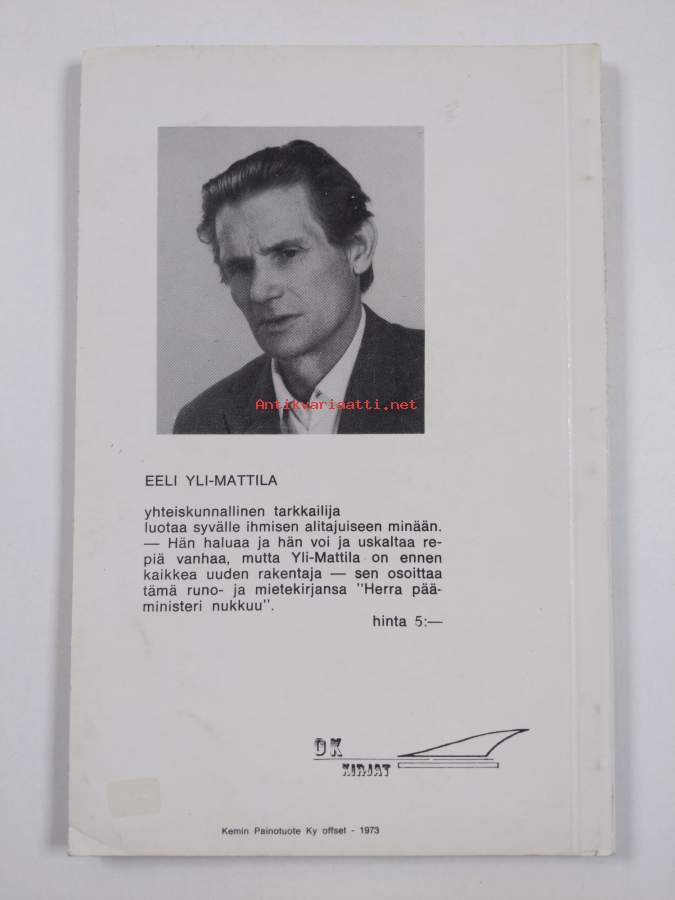 Antikvariaatti.net
EELI YLI-MATTILA
yhteiskunnallinen tarkkailija
luotaa syvälle ihmisen alitajuiseen minään.
— Hän haluaa ja hän voi ja uskaltaa re-
piä vanhaa, mutta Yli-Mattila on ennen
kaikkea uuden rakentaja — sen osoittaa
tämä runo- ja mietekirjansa "Herra pää-
ministeri nukkuu".
hinta 5:—
OK
KIRJAT
Kemin Painotuote Ky offset - 1973